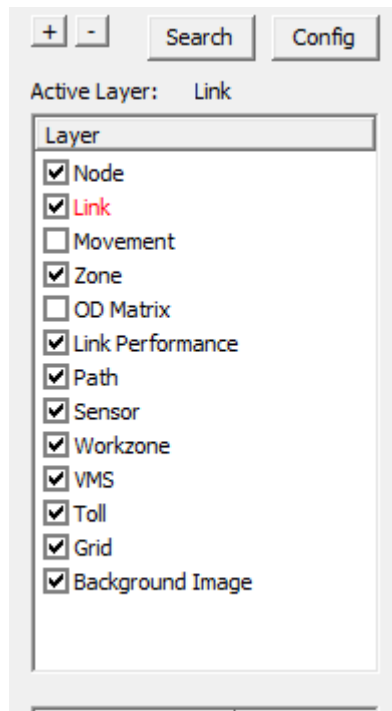 + - Search Config
Active Layer: Link
Layer
Node
Link
Movement
Zone
OD Matrix
Link Performance
Path
Sensor
Workzone
VMS
Toll
Grid
Background Image